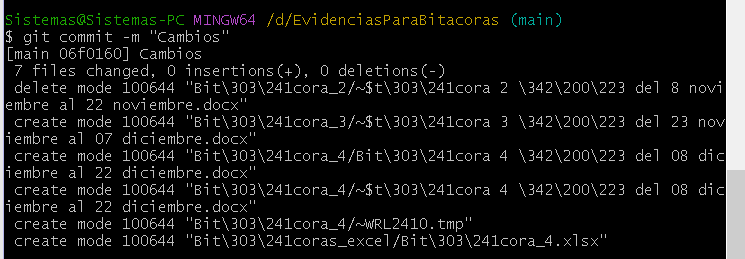 Sistemas@Sistemas-PC MINGW64 /d/EvidenciasParaBitacoras (main)
$ git commit -m "Cambios"
[main 06f0160] Cambios
 7 files changed, 0 insertions(+), 0 deletions(-)
 delete mode 100644 "Bit\303\241cora_2/~$t\303\241cora 2 \342\200\223 del 8 novi
embre al 22 noviembre.docx"
 create mode 100644 "Bit\303\241cora_3/~$t\303\241cora 3 \342\200\223 del 23 nov
iembre al 07 diciembre.docx"
 create mode 100644 "Bit\303\241cora_4/Bit\303\241cora 4 \342\200\223 del 08 dic
iembre al 22 diciembre.docx"
 create mode 100644 "Bit\303\241cora_4/~$t\303\241cora 4 \342\200\223 del 08 dic
iembre al 22 diciembre.docx"
 create mode 100644 "Bit\303\241cora_4/~WRL2410.tmp"
 create mode 100644 "Bit\303\241coras_excel/Bit\303\241cora_4.xlsx"